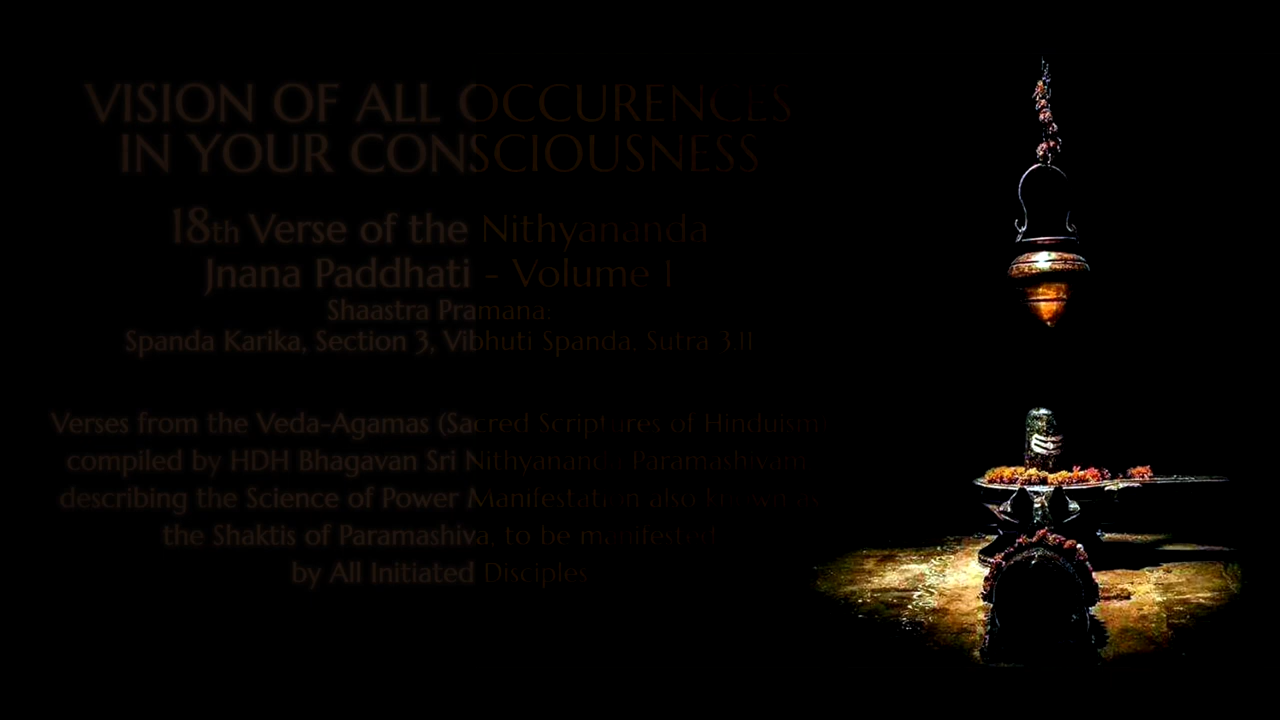 VISION OF ALL OCCURENCES
IN YOUR CONSCIOUSNESS
18th Verse of the Nithyananda
Jnana Paddhati - Volume 1
Shaastra Pramana:
Spanda Karika, Section 3, Vibhuti Spanda, Sutra 3.11
Verses from the Veda-Agamas (Sacred Scriptures of Hinduism)
compiled by HDH Bhagavan Sri Nithyananda Paramashivam
describing the Science of Power Manifestation also known as
the Shaktis of Paramashiva, to be manifested
by All Initiated Disciples